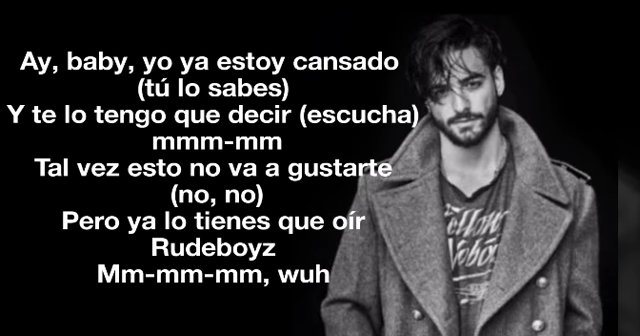 Ay, baby, yo ya estoy cansado
(tú lo sabes)
Y te lo tengo que decir (escucha)
mmm-mm
Tal vez esto no va a gustarte
(no, no)
Pero ya lo tienes que oír
Rudeboyz
Mm-mm-mm, wuh